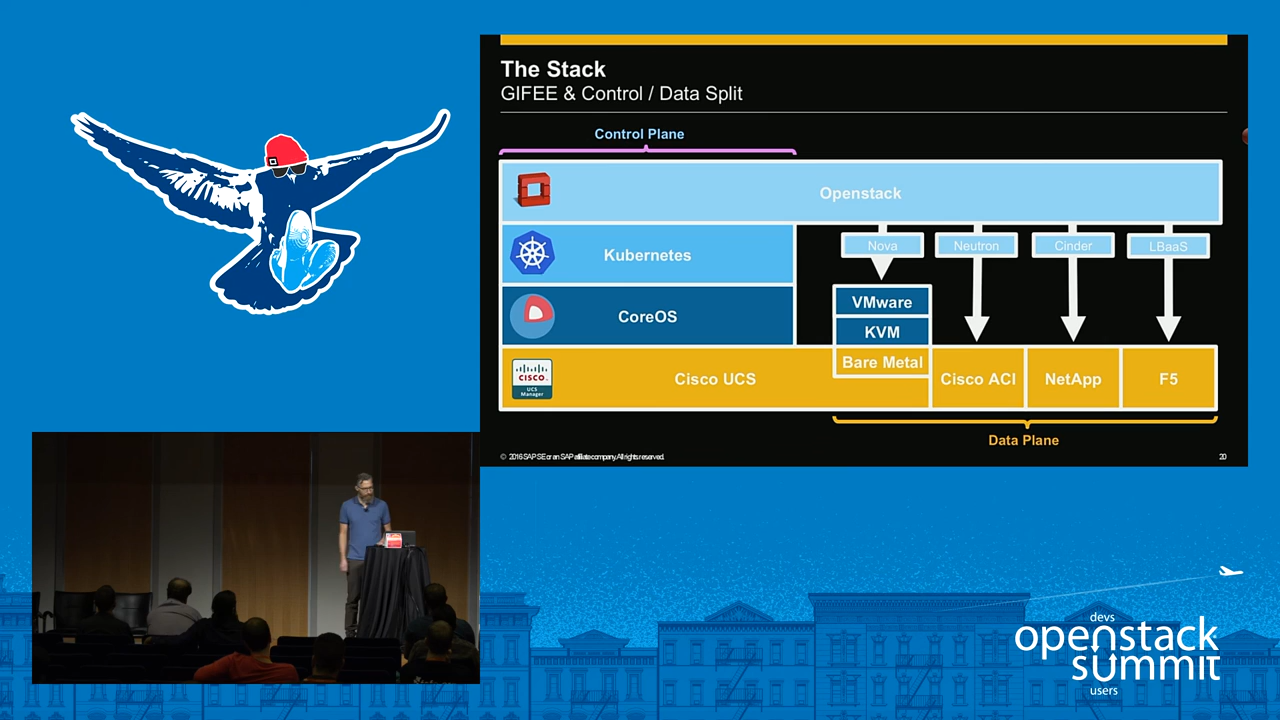 The Stack
GIFEE & Control / Data Split
Control Plane
Openstack
Kubernetes
Nova
Neutron
Cinder
LBaaS
CoreOS
VMware
KVM
Bare Metal
CISCO
UCS
Manager
Cisco UCS
Cisco ACI
NetApp
F5
Data Plane
© 2016 SAP SE or an SAP affiliate company. All rights reserved.
20
devs
openstack
summit
users